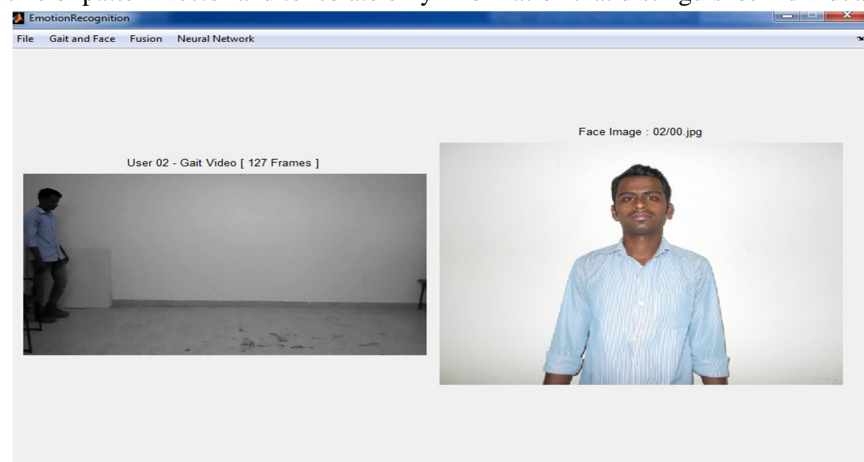 EmotionRecognition
File Gait and Face Fusion Neural Network
Face Image : 02/00.jpg
User 02 - Gait Video [ 127 Frames ]